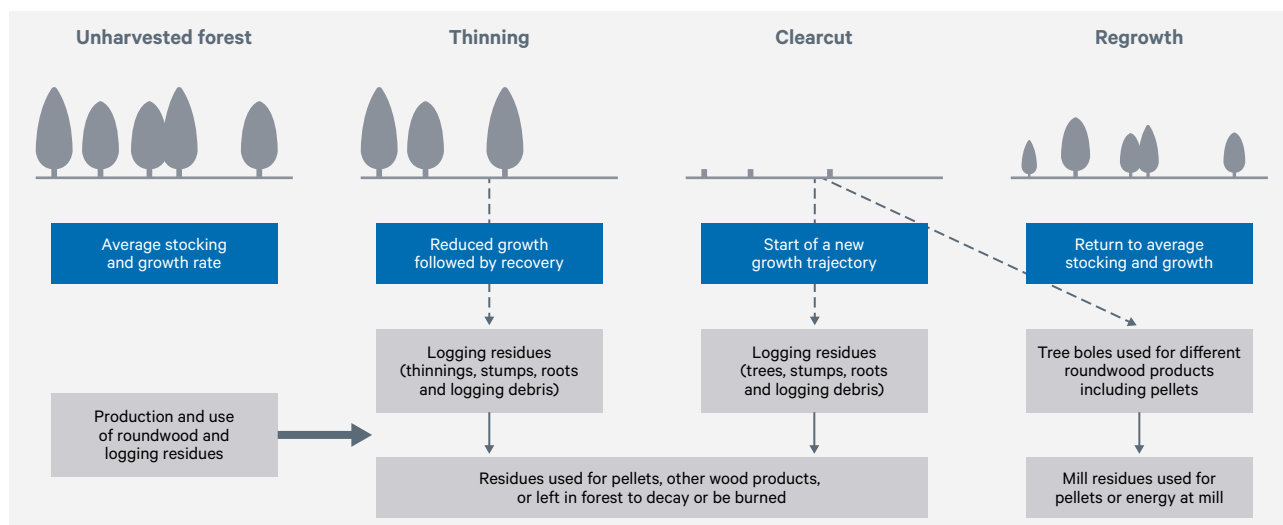 Unharvested forest
Thinning
Clearcut
Regrowth
Average stocking
and growth rate
Reduced growth
followed by recovery
Start of a new
growth trajectory
Return to average
stocking and growth
Logging residues
(thinnings, stumps, roots
and logging debris)
Logging residues
(trees, stumps, roots
and logging debris)
Tree boles used for different
roundwood products
including pellets
Production and use
of roundwood and
logging residues
Residues used for pellets, other wood products,
or left in forest to decay or be burned
Mill residues used for
pellets or energy at mill